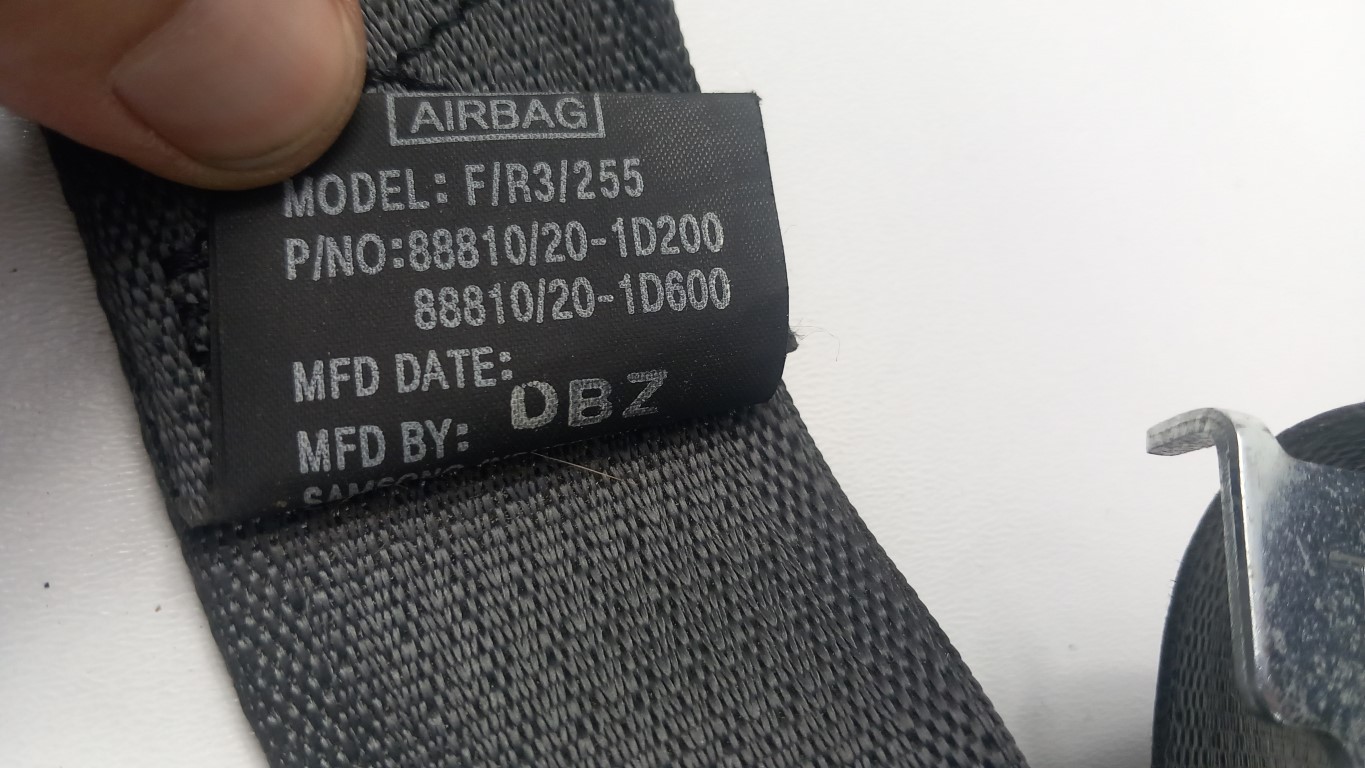 AIRBAG
MODEL: F/R3/255
P/NO:88810/20-1D200
88810/20-1D600
MFD DATE:
DBZ
MFD BY: